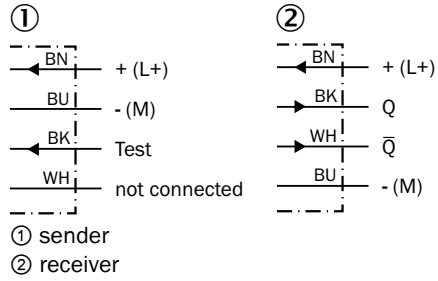 ①
BN + (L+)
BU - (M)
BK Test
WH not connected
②
BN + (L+)
BK Q
WH Q̅
BU - (M)
① sender
② receiver